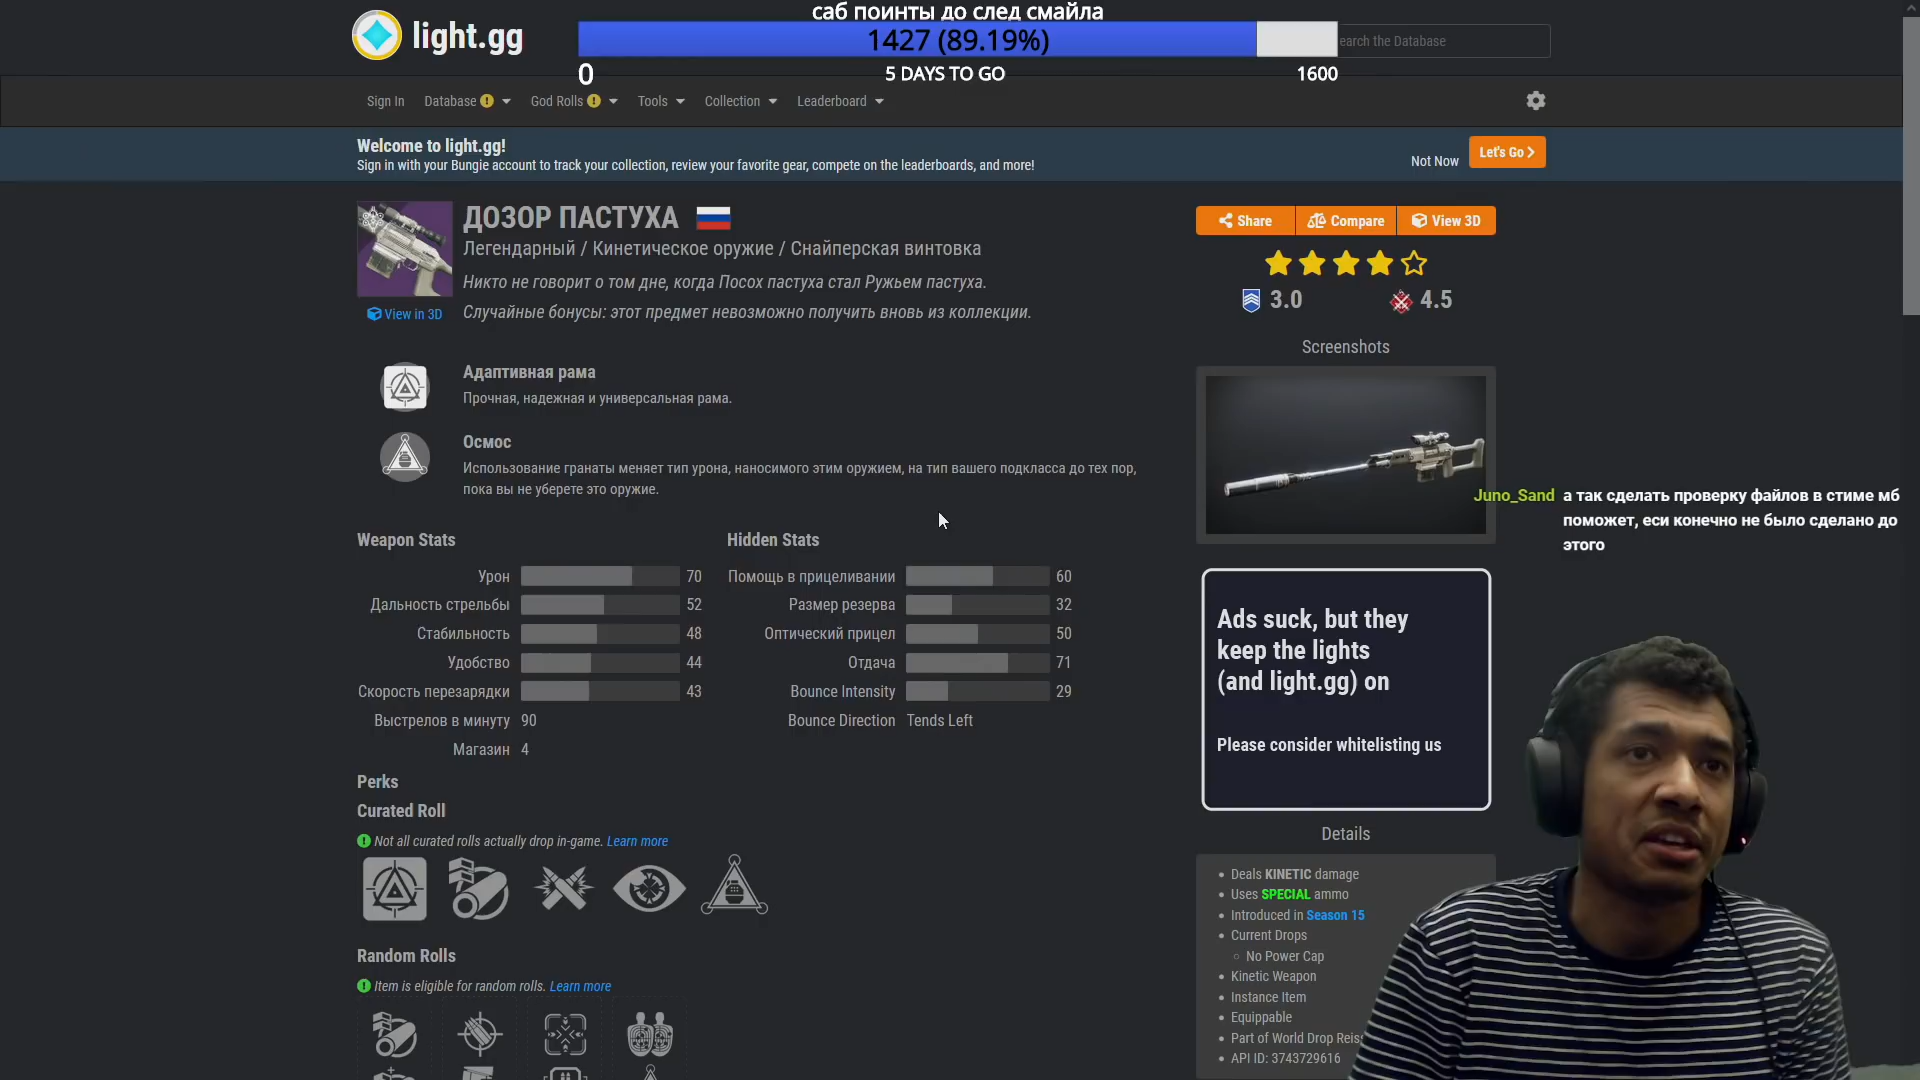 саб поинты до след смайла
light.gg
1427 (89.19%)
earch the Database
0
5 DAYS TO GO
1600
Sign In
Database
God Rolls
Tools
Collection
Leaderboard
Welcome to light.gg!
Sign in with your Bungie account to track your collection, review your favorite gear, compete on the leaderboards, and more!
Not Now
Let's Go
ДОЗОР ПАСТУХА
Легендарный / Кинетическое оружие / Снайперская винтовка
Никто не говорит о том дне, когда Посох пастуха стал Ружьем пастуха.
View in 3D
Случайные бонусы: этот предмет невозможно получить вновь из коллекции.
Share
Compare
View 3D
3.0
4.5
Screenshots
Адаптивная рама
Прочная, надежная и универсальная рама.
Осмос
Использование гранаты меняет тип урона, наносимого этим оружием, на тип вашего подкласса до тех пор,
пока вы не уберете это оружие.
Juno_Sand а так сделать проверку файлов в стиме мб
поможет, еси конечно не было сделано до
этого
Weapon Stats
Урон 70
Дальность стрельбы 52
Стабильность 48
Удобство 44
Скорость перезарядки 43
Выстрелов в минуту 90
Магазин 4
Hidden Stats
Помощь в прицеливании 60
Размер резерва 32
Оптический прицел 50
Отдача 71
Bounce Intensity 29
Bounce Direction Tends Left
Ads suck, but they
keep the lights
(and light.gg) on
Please consider whitelisting us
Perks
Curated Roll
Not all curated rolls actually drop in-game. Learn more
Random Rolls
Item is eligible for random rolls. Learn more
Details
Deals KINETIC damage
Uses SPECIAL ammo
Introduced in Season 15
Current Drops
No Power Cap
Kinetic Weapon
Instance Item
Equippable
Part of World Drop Reis
API ID: 3743729616